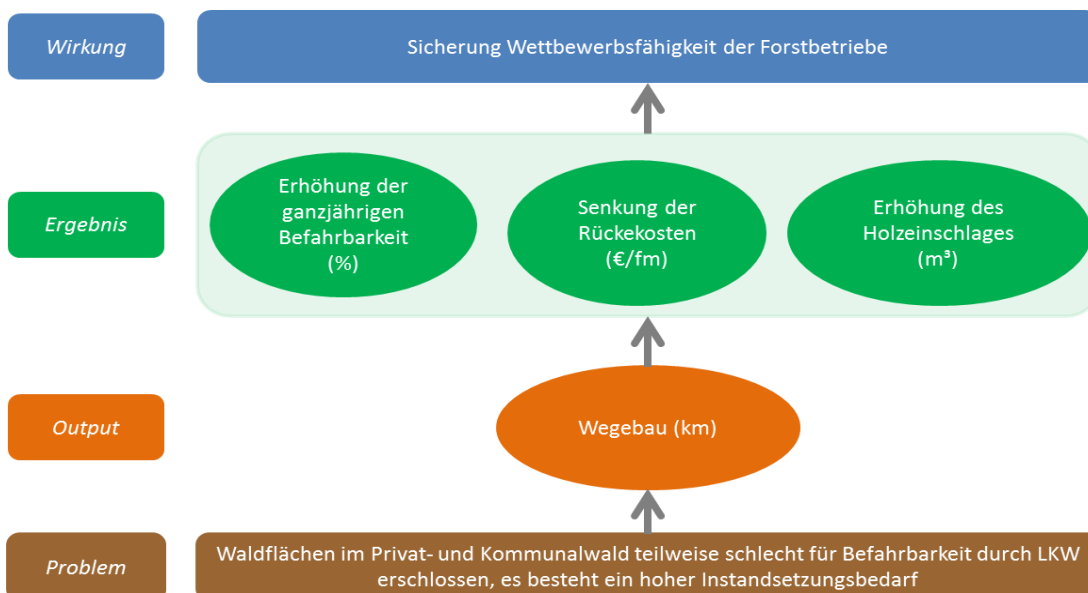 Wirkung
Sicherung Wettbewerbsfähigkeit der Forstbetriebe
Ergebnis
Erhöhung der
ganzjährigen
Befahrbarkeit
(%)
Senkung der
Rückekosten
(€/fm)
Erhöhung des
Holzeinschlages
(m³)
Output
Wegebau (km)
Problem
Waldflächen im Privat- und Kommunalwald teilweise schlecht für Befahrbarkeit durch LKW
erschlossen, es besteht ein hoher Instandsetzungsbedarf